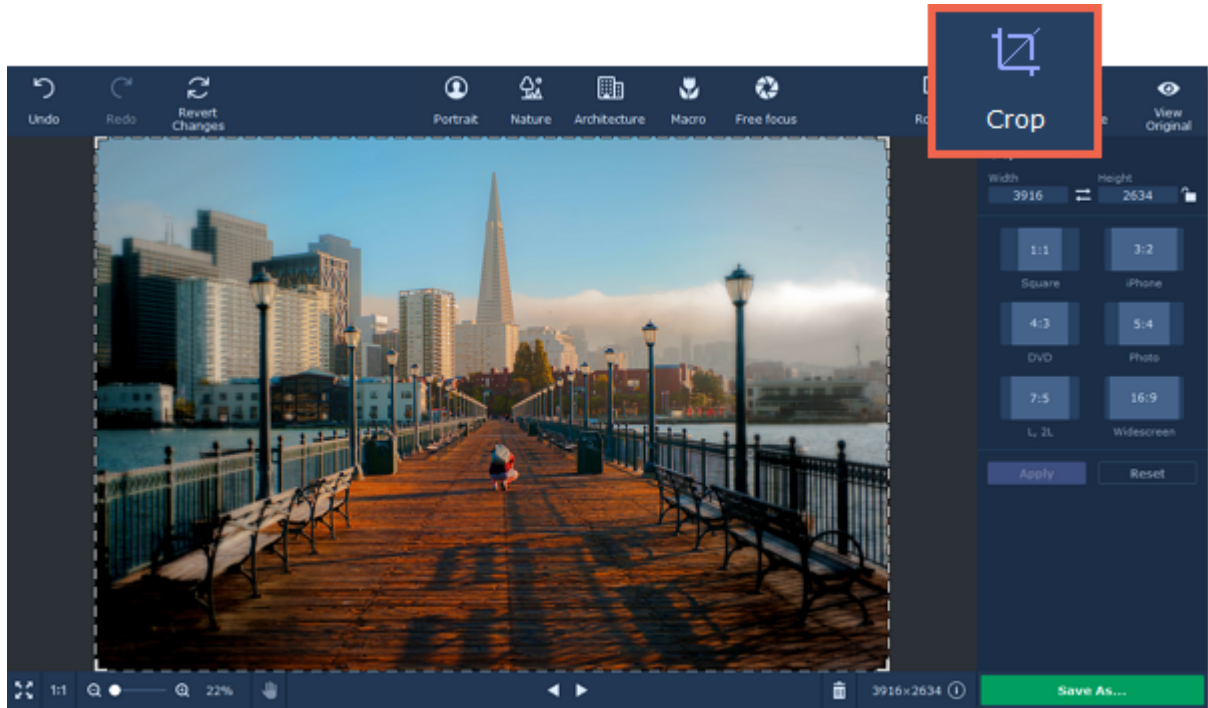 Undo
Redo
Revert
Changes
Portrait
Nature
Architecture
Macro
Free focus
Crop
View
Original
Width
Height
3916
2634
1:1
3:2
Square
iPhone
4:3
5:4
DVD
Photo
7:5
16:9
L, 2L
Widescreen
Apply
Reset
1:1
22%
3916×2634
Save As...